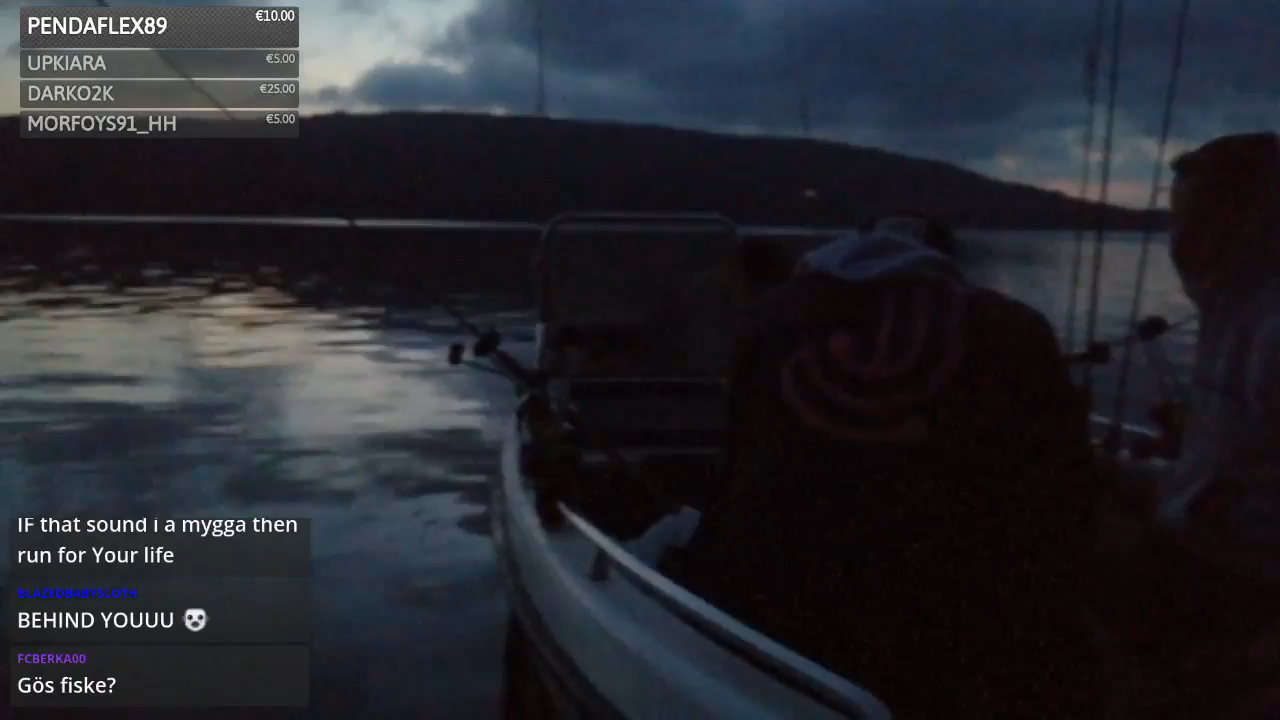 PENDAFLEX89 €10.00
UPKIARA €5.00
DARKO2K €25.00
MORFOYS91_HH €5.00
IF that sound i a mygga then
run for Your life
BLAZEDBABYSLOTH
BEHIND YOUUU
FCBERKA00
Gös fiske?